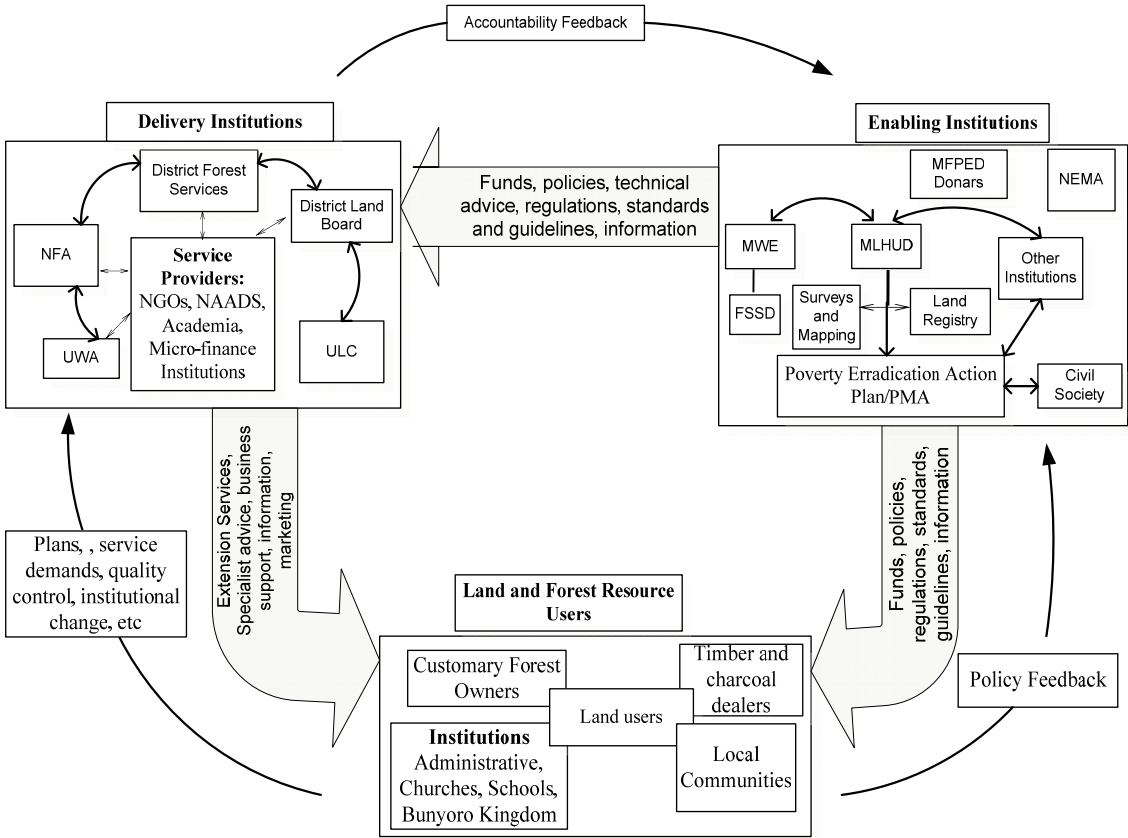 Accountability Feedback
Delivery Institutions
District Forest
Services
District Land
Board
NFA
Service
Providers:
NGOs, NAADS,
Academia,
Micro-finance
Institutions
UWA
ULC
Funds, policies, technical
advice, regulations, standards
and guidelines, information
Enabling Institutions
MFPED
Donars
NEMA
MWE
MLHUD
Other
Institutions
FSSD
Surveys
and
Mapping
Land
Registry
Poverty Erradication Action
Plan/PMA
Civil
Society
Extension Services,
Specialist advice, business
support, information,
marketing
Funds, policies,
regulations, standards,
guidelines, information
Plans, , service
demands, quality
control, institutional
change, etc
Land and Forest Resource
Users
Customary Forest
Owners
Timber and
charcoal
dealers
Land users
Institutions
Administrative,
Churches, Schools,
Bunyoro Kingdom
Local
Communities
Policy Feedback